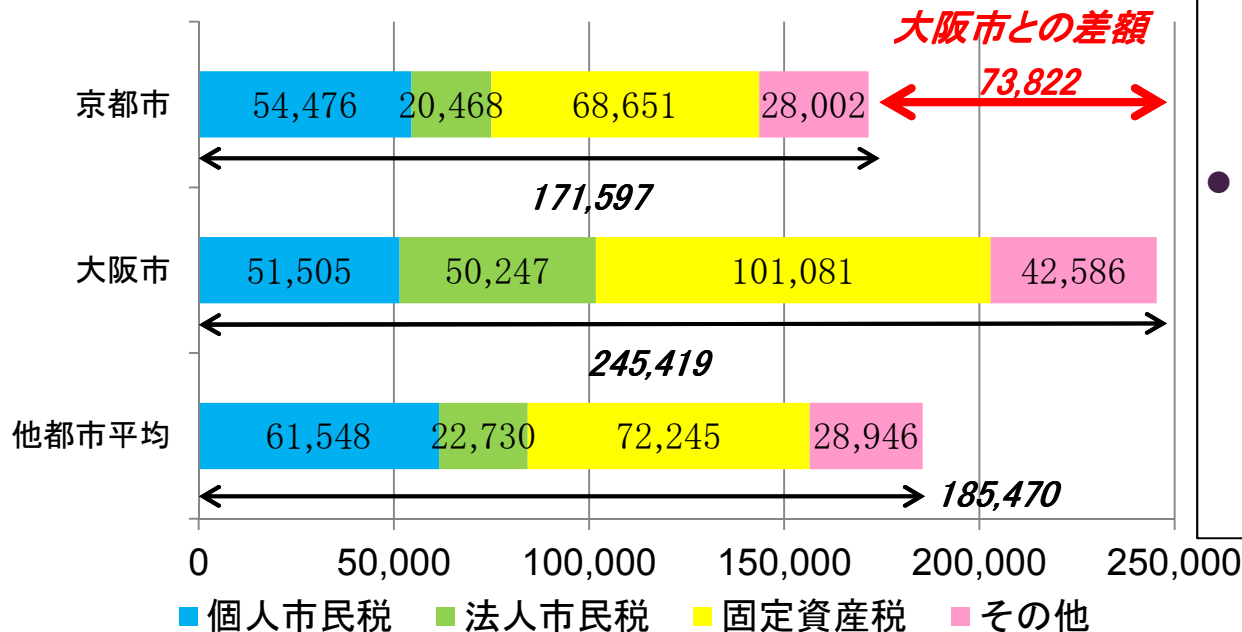 大阪市との差額
73,822
京都市
54,476 20,468 68,651 28,002
171,597
大阪市
51,505 50,247 101,081 42,586
245,419
他都市平均
61,548 22,730 72,245 28,946
185,470
0 50,000 100,000 150,000 200,000 250,000
個人市民税 法人市民税 固定資産税 その他